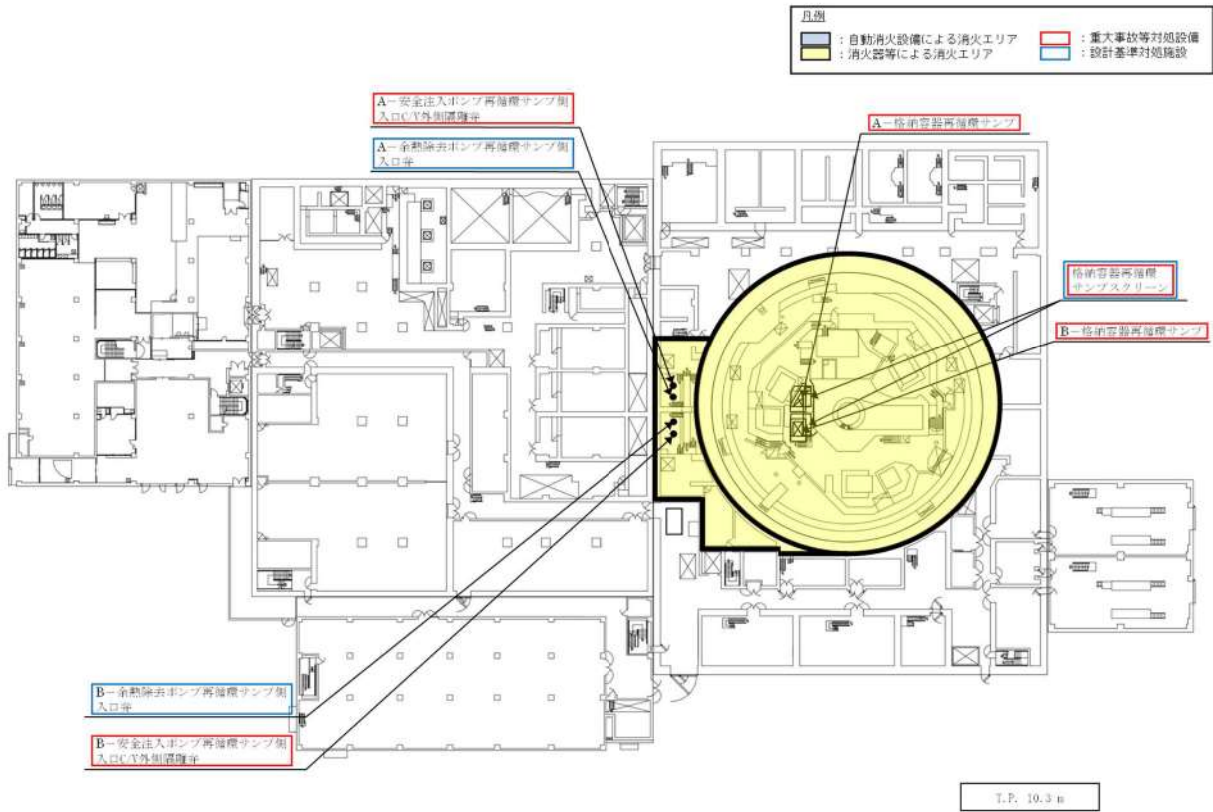 凡例
：自動消火設備による消火エリア
：重大事故等対処設備
：消火器等による消火エリア
：設計基準対処施設
A－安全注入ポンプ再循環サンプ側
入口C/V外側隔離弁
A－格納容器再循環サンプ
A－余熱除去ポンプ再循環サンプ側
入口弁
格納容器再循環
サンプスクリーン
B－格納容器再循環サンプ
B－余熱除去ポンプ再循環サンプ側
入口弁
B－安全注入ポンプ再循環サンプ側
入口C/V外側隔離弁
T.P. 10.3 m